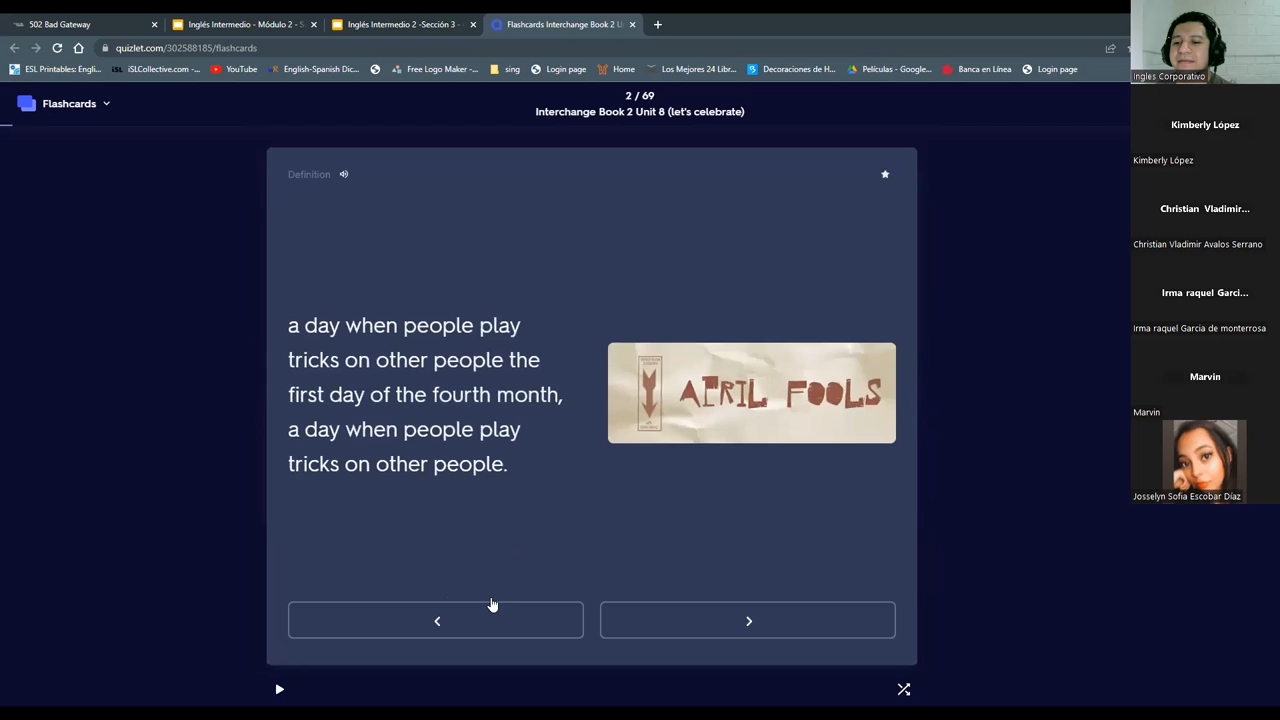 502 Bad Gateway
Inglés Intermedio - Módulo 2 - S
Inglés Intermedio 2 -Sección 3 -
Flashcards Interchange Book 2 U
quizlet.com/302588185/flashcards
ESL Printables: Engli...
iSLCollective.com -...
YouTube
English-Spanish Dic...
Free Logo Maker -...
sing
Login page
Home
Los Mejores 24 Libr...
Decoraciones de H...
Películas - Google...
Banca en Línea
Login page
Flashcards
2 / 69
Interchange Book 2 Unit 8 (let's celebrate)
Definition
a day when people play
tricks on other people the
first day of the fourth month,
a day when people play
tricks on other people.
APRIL FOOLS
Ingles Corporativo
Kimberly López
Kimberly López
Christian Vladimir...
Christian Vladimir Avalos Serrano
Irma raquel Garci...
Irma raquel Garcia de monterrosa
Marvin
Marvin
Josselyn Sofia Escobar Díaz